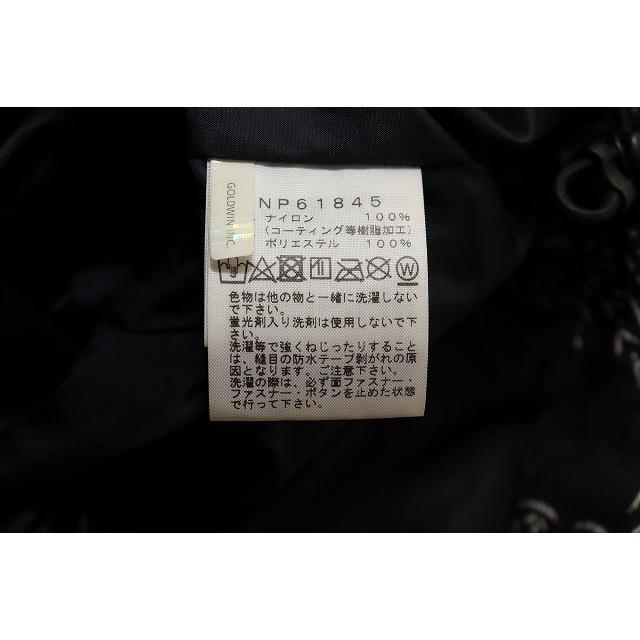 GOLDWIN INC.
NP61845
ナイロン 100%
(コーティング等樹脂加工)
ポリエステル 100%
W
色物は他の物と一緒に洗濯しない
で下さい。
蛍光剤入り洗剤は使用しないで下
さい。
洗濯等で強くねじったりすること
は、縫目の防水テープ剥がれの原
因となります。ご注意下さい。
洗濯の際は、必ず面ファスナー・
ファスナー・ボタンを止めた状態
で行って下さい。